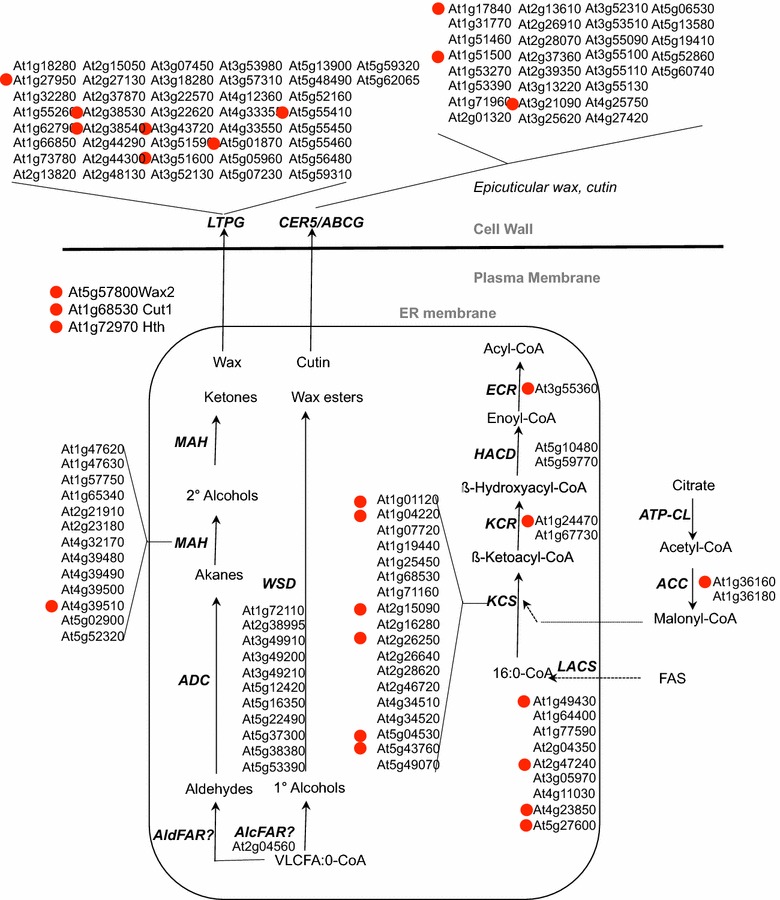 At1g17840 At2g13610 At3g52310 At5g06530
At1g31770 At2g26910 At3g53510 At5g13580
At1g51460 At2g28070 At3g55090 At5g19410
At1g51500 At2g37360 At3g55100 At5g52860
At1g53270 At2g39350 At3g55110 At5g60740
At1g53390 At3g13220 At3g55130
At1g71960 At3g21090 At4g25750
At2g01320 At3g25620 At4g27420
At1g18280 At2g15050 At3g07450 At3g53980 At5g13900 At5g59320
At1g27950 At2g27130 At3g18280 At3g57310 At5g48490 At5g62065
At1g32280 At2g37870 At3g22570 At4g12360 At5g52160
At1g55260 At2g38530 At3g22620 At4g3335 At5g55410
At1g62790 At2g38540 At3g43720 At4g33550 At5g55450
At1g66850 At2g44290 At3g5159 At5g01870 At5g55460
At1g73780 At2g44300 At3g51600 At5g05960 At5g56480
At2g13820 At2g48130 At3g52130 At5g07230 At5g59310
Epicuticular wax, cutin
LTPG CER5/ABCG
Cell Wall
Plasma Membrane
ER membrane
At5g57800Wax2
At1g68530 Cut1
At1g72970 Hth
Wax
Cutin
Ketones
Wax esters
MAH
2° Alcohols
MAH
Akanes
At1g47620
At1g47630
At1g57750
At1g65340
At2g21910
At2g23180
At4g32170
At4g39480
At4g39490
At4g39500
At4g39510
At5g02900
At5g52320
ADC
WSD
At1g72110
At2g38995
At3g49910
At3g49200
At3g49210
At5g12420
At5g16350
At5g22490
At5g37300
At5g38380
At5g53390
Aldehydes
1° Alcohols
AldFAR?
AlcFAR?
At2g04560
VLCFA:0-CoA
Acyl-CoA
ECR
At3g55360
Enoyl-CoA
HACD
At5g10480
At5g59770
ß-Hydroxyacyl-CoA
KCR
At1g24470
At1g67730
ß-Ketoacyl-CoA
KCS
At1g01120
At1g04220
At1g07720
At1g19440
At1g25450
At1g68530
At1g71160
At2g15090
At2g16280
At2g26250
At2g26640
At2g28620
At2g46720
At4g34510
At4g34520
At5g04530
At5g43760
At5g49070
16:0-CoA
LACS
At1g49430
At1g64400
At1g77590
At2g04350
At2g47240
At3g05970
At4g11030
At4g23850
At5g27600
Citrate
ATP-CL
Acetyl-CoA
ACC
At1g36160
At1g36180
Malonyl-CoA
FAS